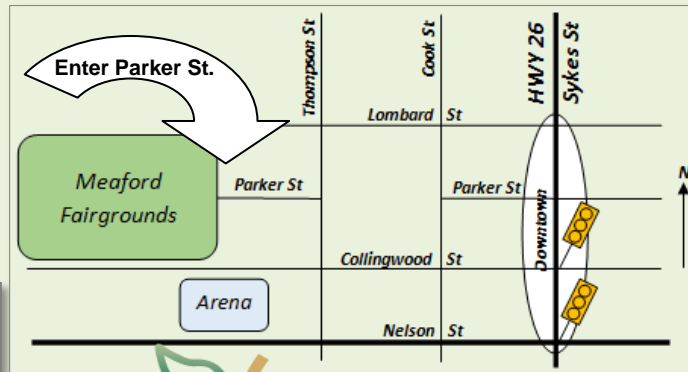 Enter Parker St.
Thompson St
Cook St
HWY 26
Sykes St
Lombard St
N
Meaford
Fairgrounds
Parker St
Parker St
Downtown
Collingwood St
Arena
Nelson St